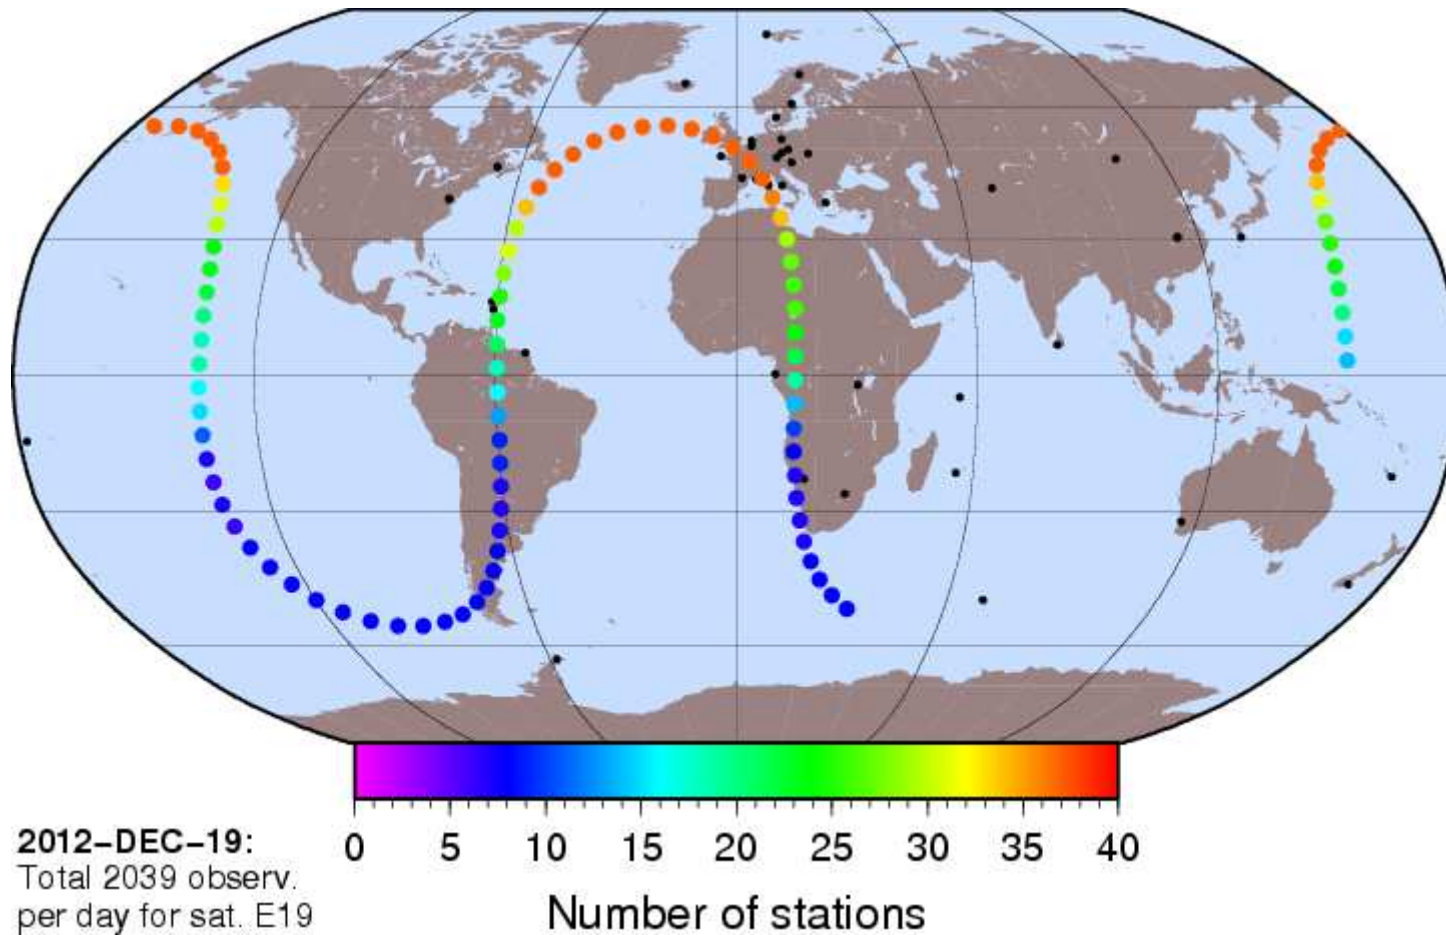 0 5 10 15 20 25 30 35 40
2012–DEC–19:
Total 2039 observ.
per day for sat. E19
Number of stations